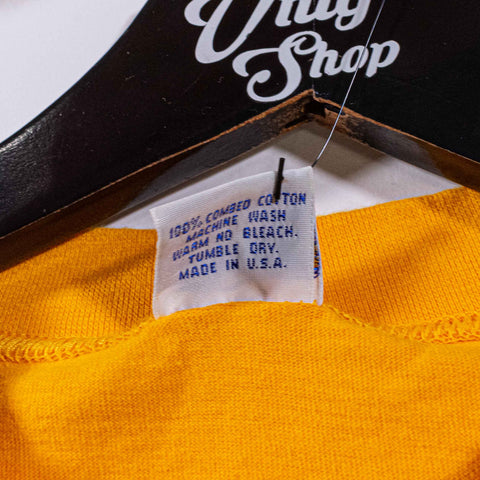 Shop
100% COMBED COTTON
MACHINE WASH
WARM NO BLEACH.
TUMBLE DRY.
MADE IN U.S.A.